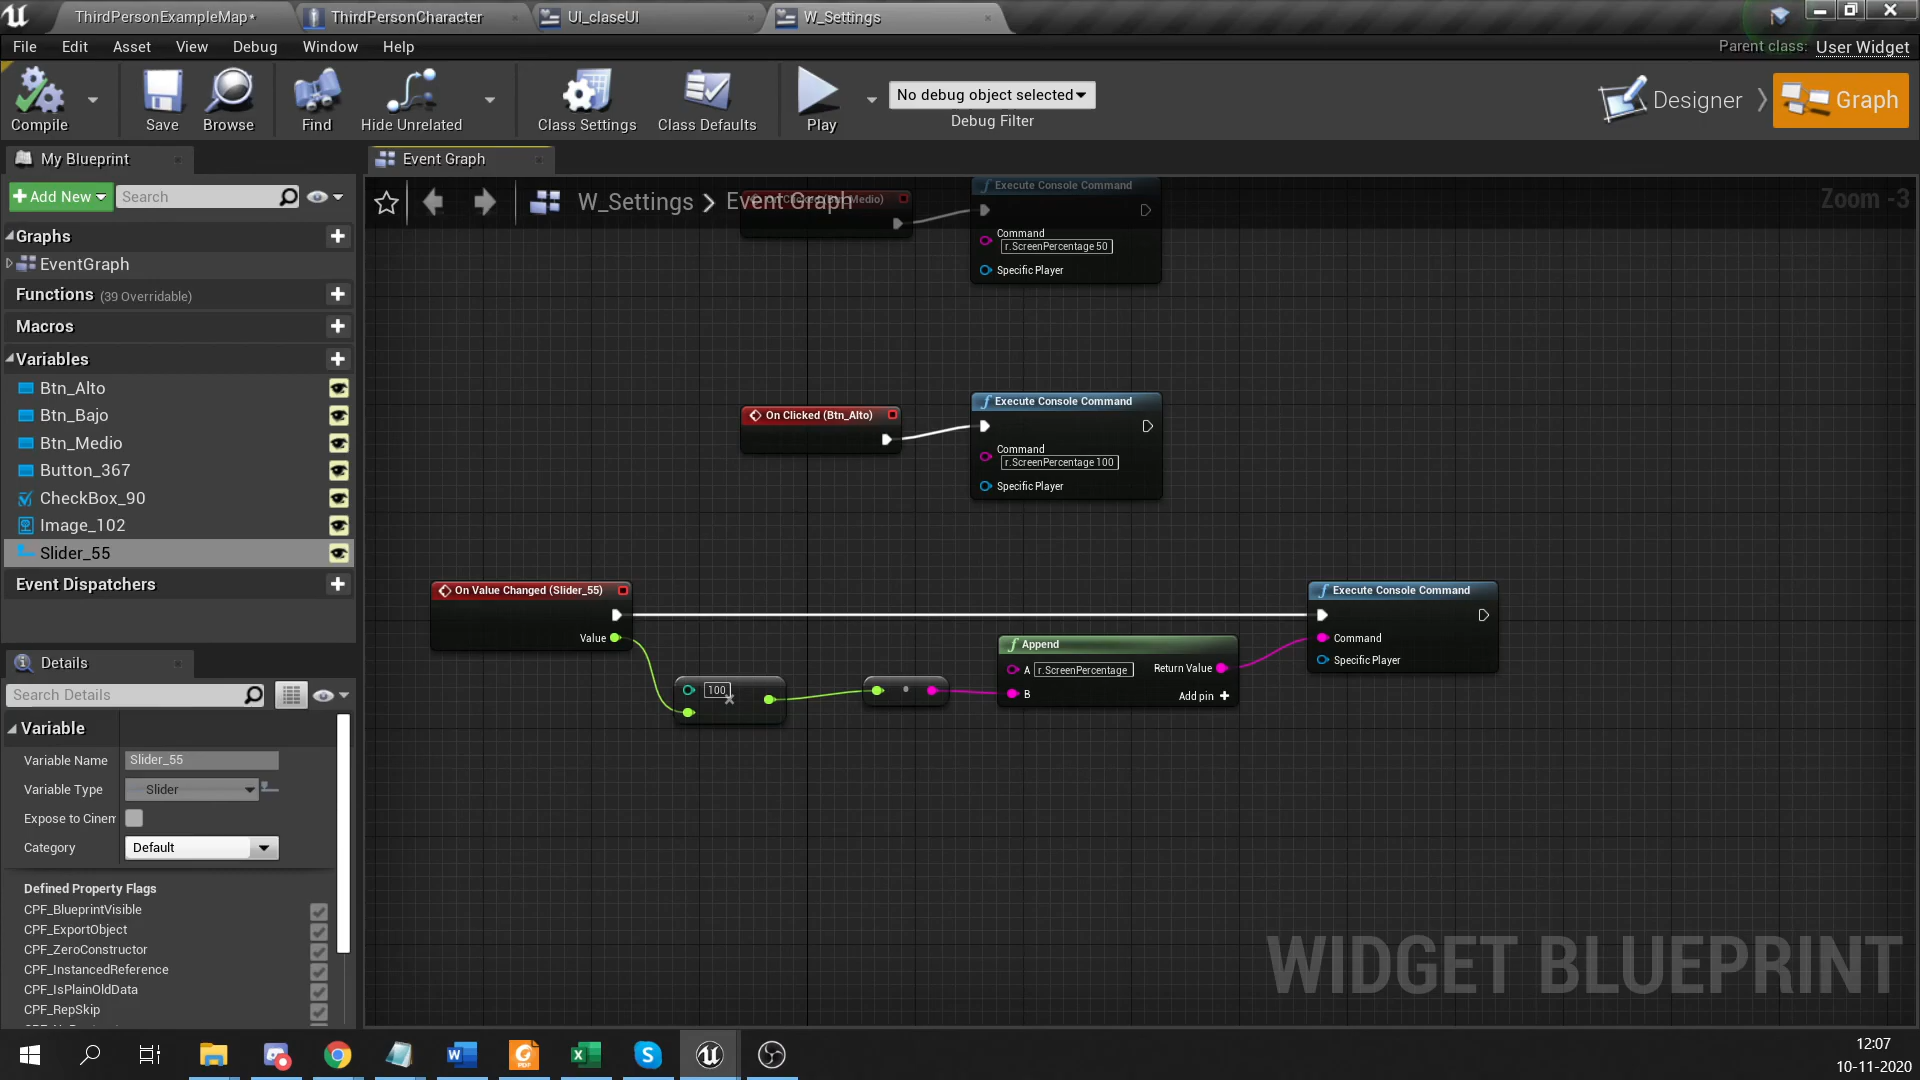 ThirdPersonExampleMap*
ThirdPersonCharacter
UI_claseUI
W_Settings
File Edit Asset View Debug Window Help
Parent class: User Widget
Compile
Save
Browse
Find
Hide Unrelated
Class Settings
Class Defaults
Play
No debug object selected
Debug Filter
Designer
Graph
My Blueprint
Event Graph
Add New
Search
W_Settings > Event Graph
Zoom -3
Graphs
EventGraph
Functions (39 Overridable)
Macros
Variables
Btn_Alto
Btn_Bajo
Btn_Medio
Button_367
CheckBox_90
Image_102
Slider_55
Event Dispatchers
On Clicked (Btn_Medio)
Execute Console Command
Command
r.ScreenPercentage 50
Specific Player
On Clicked (Btn_Alto)
Execute Console Command
Command
r.ScreenPercentage 100
Specific Player
On Value Changed (Slider_55)
Value
100
Append
A r.ScreenPercentage Return Value
B Add pin
Execute Console Command
Command
Specific Player
Details
Search Details
Variable
Variable Name Slider_55
Variable Type Slider
Expose to Cinem
Category Default
Defined Property Flags
CPF_BlueprintVisible
CPF_ExportObject
CPF_ZeroConstructor
CPF_InstancedReference
CPF_IsPlainOldData
CPF_RepSkip
WIDGET BLUEPRINT
12:07
10-11-2020